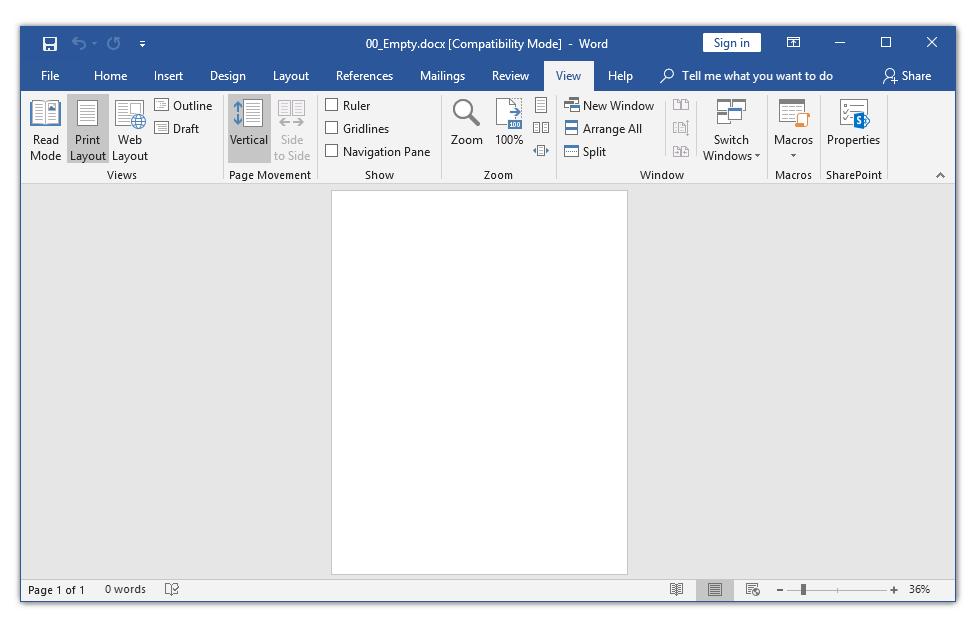 00_Empty.docx [Compatibility Mode] - Word
Sign in
File Home Insert Design Layout References Mailings Review View Help Tell me what you want to do Share
Read Mode
Print Layout
Web Layout
Outline
Draft
Views
Vertical
Side to Side
Page Movement
Ruler
Gridlines
Navigation Pane
Show
Zoom
100
100%
Zoom
New Window
Arrange All
Split
Switch Windows
Window
Macros
Macros
S
Properties
SharePoint
Page 1 of 1 0 words 36%